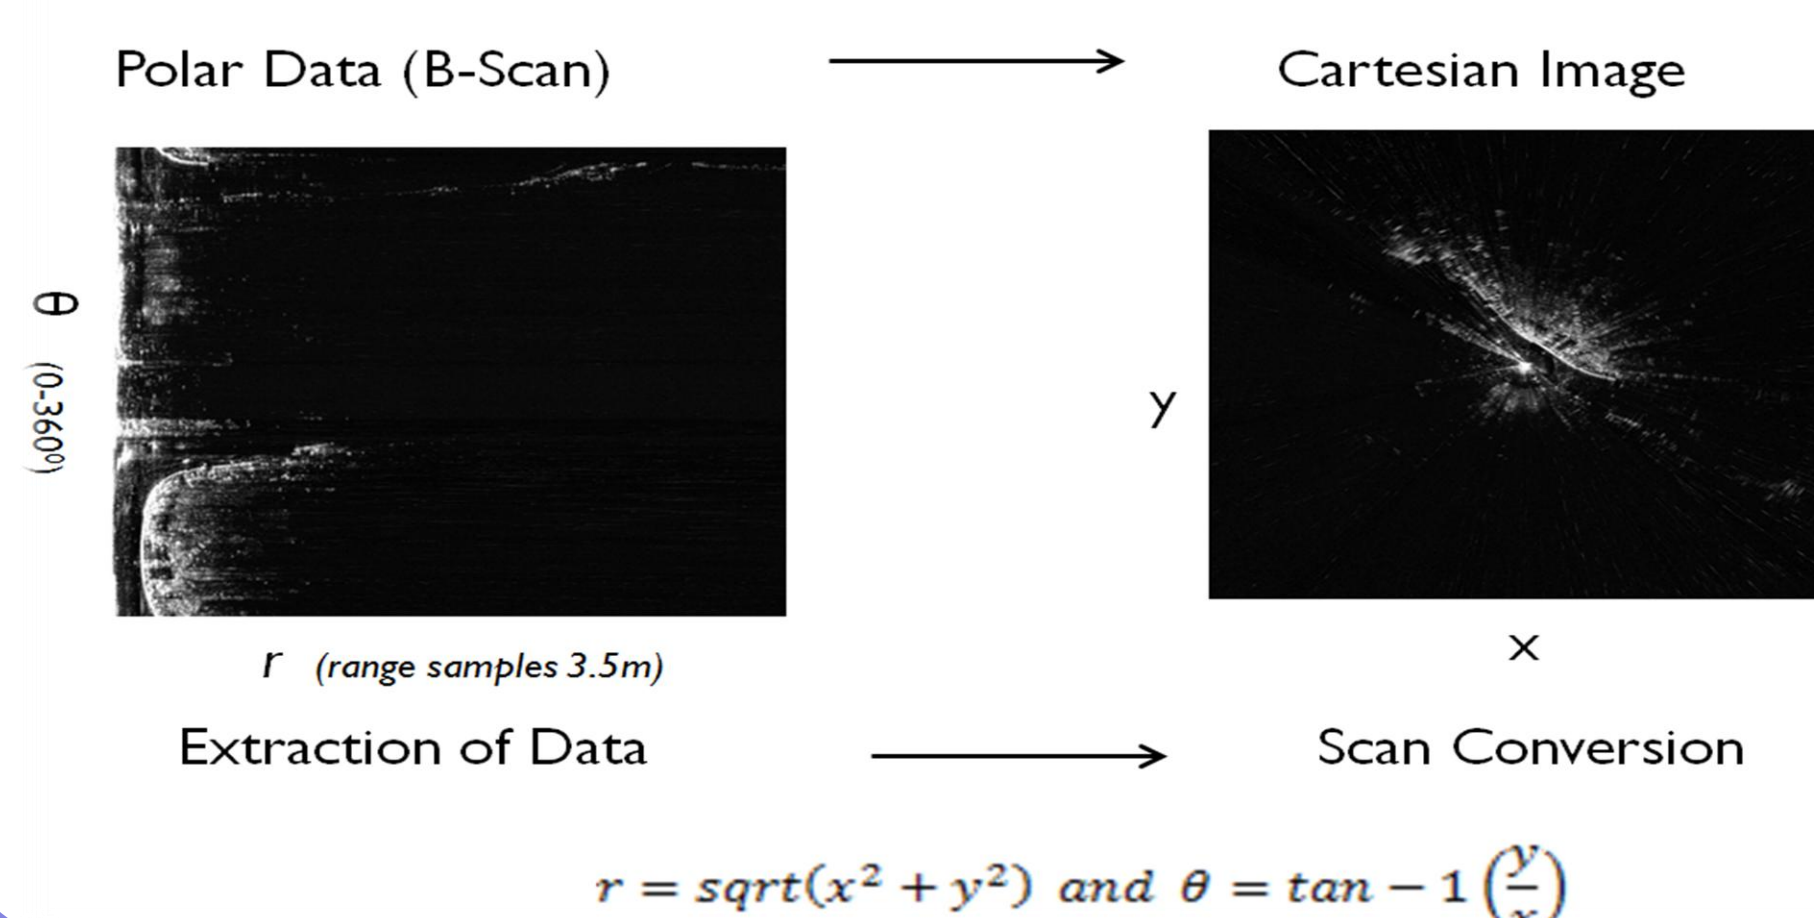 Polar Data (B-Scan)
Cartesian Image
θ (0-360⁰)
y
r (range samples 3.5m)
x
Extraction of Data
Scan Conversion
r = sqrt(x² + y²) and θ = tan − 1 (y/x)